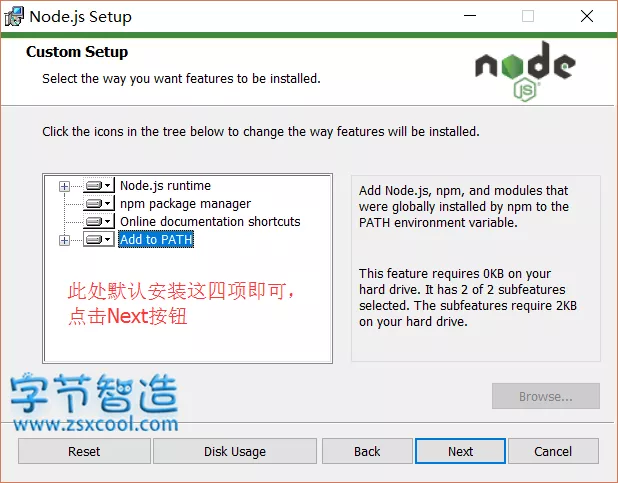 Node.js Setup
Custom Setup
Select the way you want features to be installed.
node
JS
Click the icons in the tree below to change the way features will be installed.
Node.js runtime
npm package manager
Online documentation shortcuts
Add to PATH
此处默认安装这四项即可，
点击Next按钮
Add Node.js, npm, and modules that
were globally installed by npm to the
PATH environment variable.
This feature requires 0KB on your
hard drive. It has 2 of 2 subfeatures
selected. The subfeatures require 2KB
on your hard drive.
字节智造
www.zsxcool.com
Browse...
Reset
Disk Usage
Back
Next
Cancel